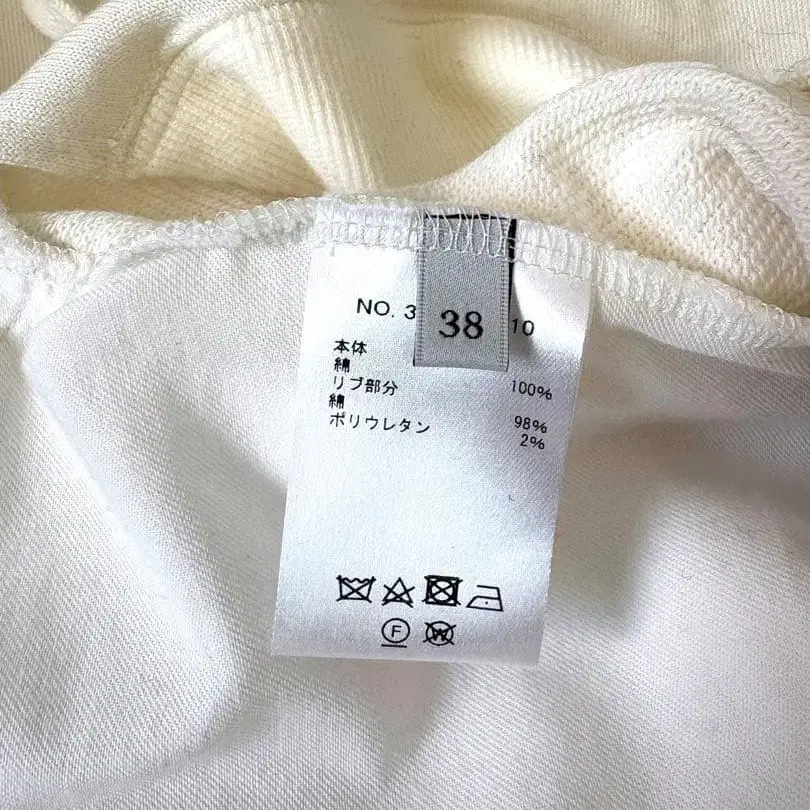 NO. 3 10
38
本体
綿 100%
リブ部分
綿 98%
ポリウレタン 2%
F
W